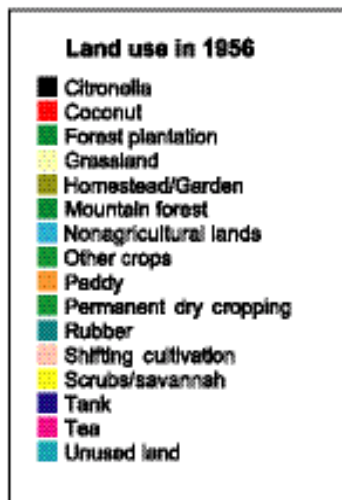 Land use in 1956
Citronella
Coconut
Forest plantation
Grassland
Homestead/Garden
Mountain forest
Nonagricultural lands
Other crops
Paddy
Permanent dry cropping
Rubber
Shifting cultivation
Scrubs/savannah
Tank
Tea
Unused land